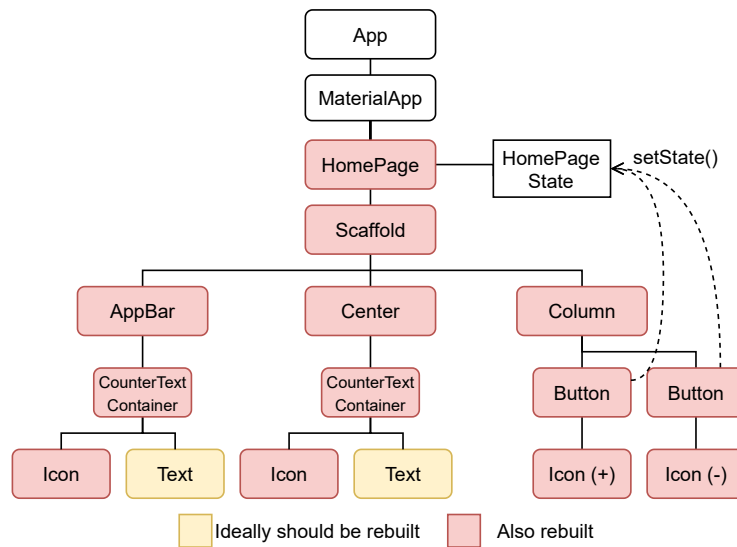 App
MaterialApp
HomePage
HomePage
State
setState()
Scaffold
AppBar
Center
Column
CounterText
Container
CounterText
Container
Button
Button
Icon
Text
Icon
Text
Icon (+)
Icon (-)
Ideally should be rebuilt
Also rebuilt